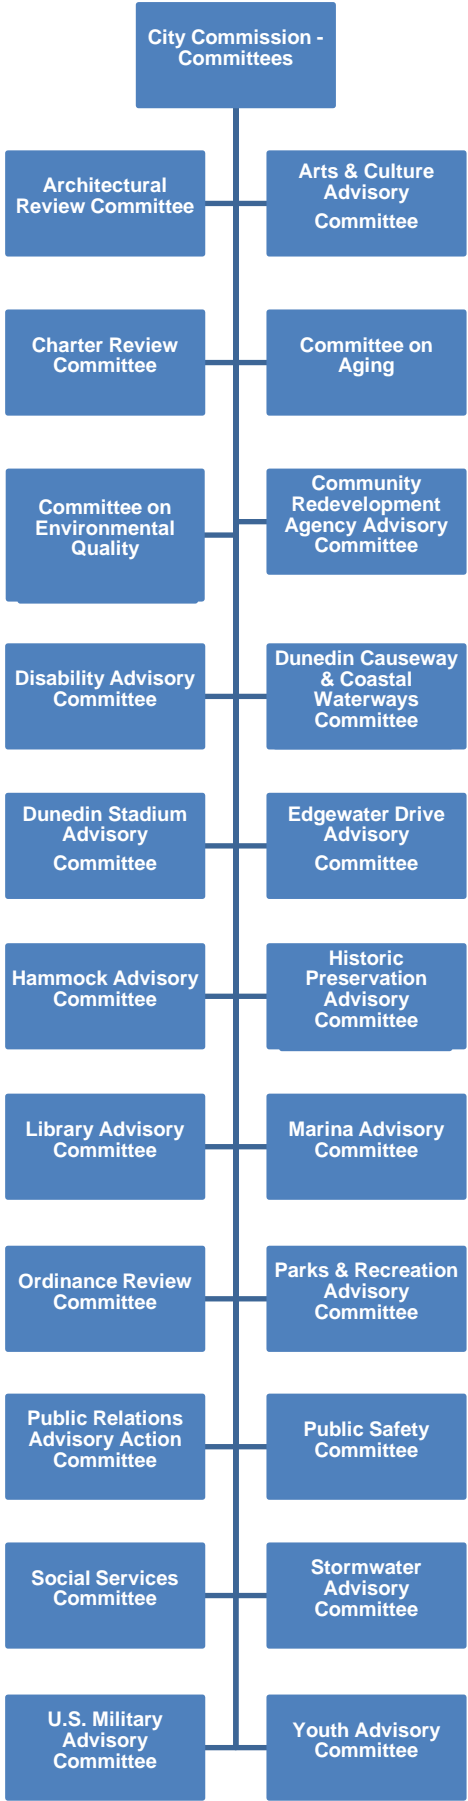 City Commission -
Committees
Architectural
Review Committee
Arts & Culture
Advisory
Committee
Charter Review
Committee
Committee on
Aging
Committee on
Environmental
Quality
Community
Redevelopment
Agency Advisory
Committee
Disability Advisory
Committee
Dunedin Causeway
& Coastal
Waterways
Committee
Dunedin Stadium
Advisory
Committee
Edgewater Drive
Advisory
Committee
Hammock Advisory
Committee
Historic
Preservation
Advisory
Committee
Library Advisory
Committee
Marina Advisory
Committee
Ordinance Review
Committee
Parks & Recreation
Advisory
Committee
Public Relations
Advisory Action
Committee
Public Safety
Committee
Social Services
Committee
Stormwater
Advisory
Committee
U.S. Military
Advisory
Committee
Youth Advisory
Committee